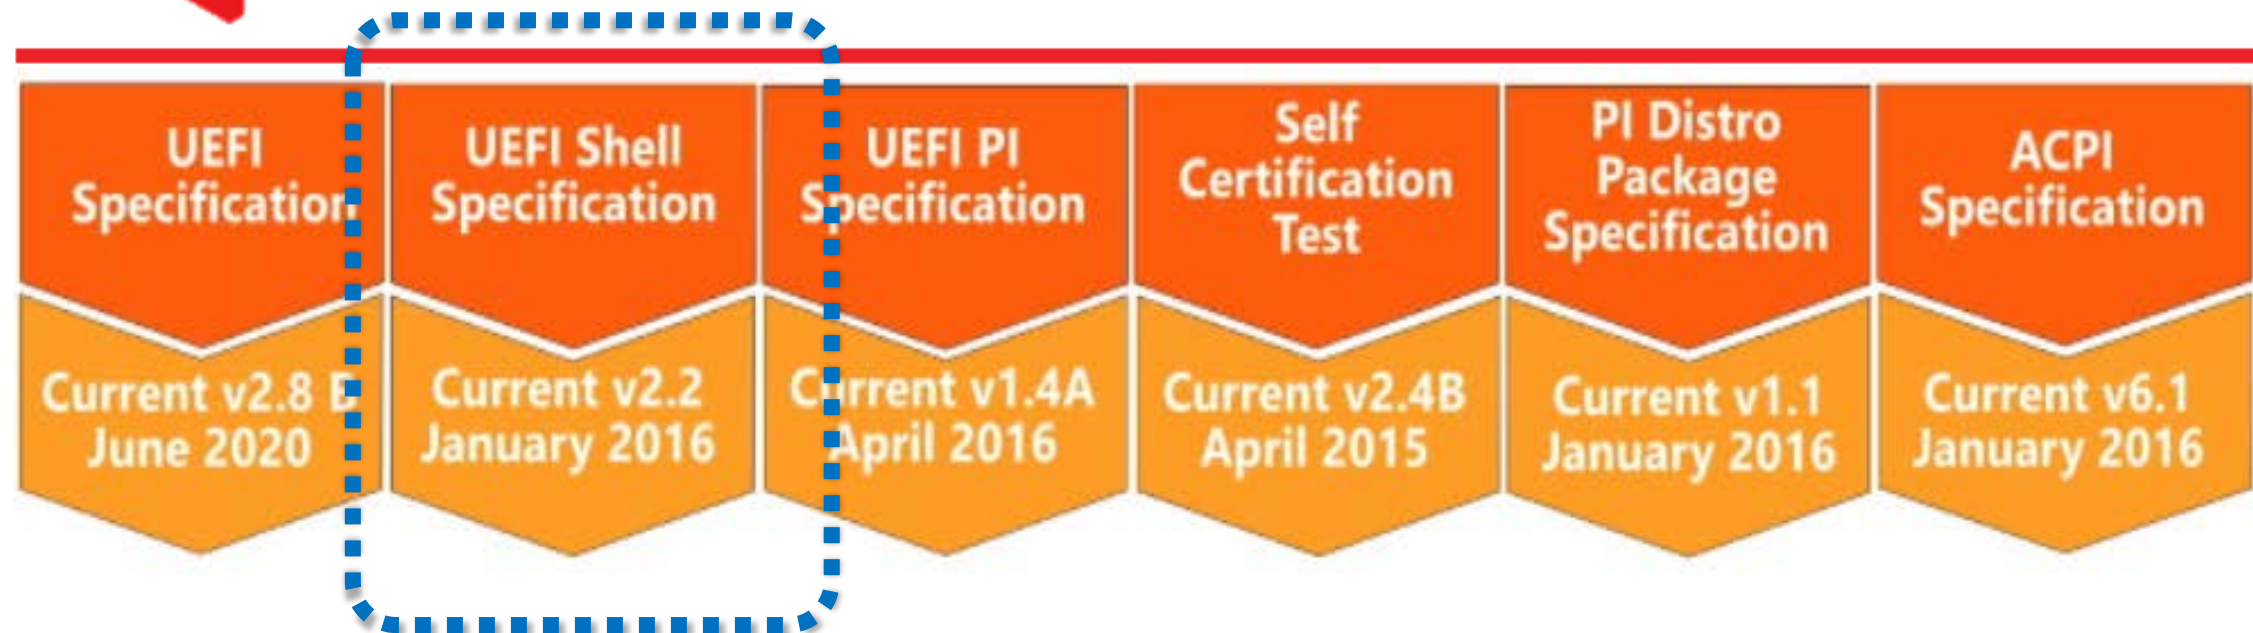 UEFI
Specification
Current v2.8 B
June 2020
UEFI Shell
Specification
Current v2.2
January 2016
UEFI PI
Specification
Current v1.4A
April 2016
Self
Certification
Test
Current v2.4B
April 2015
PI Distro
Package
Specification
Current v1.1
January 2016
ACPI
Specification
Current v6.1
January 2016